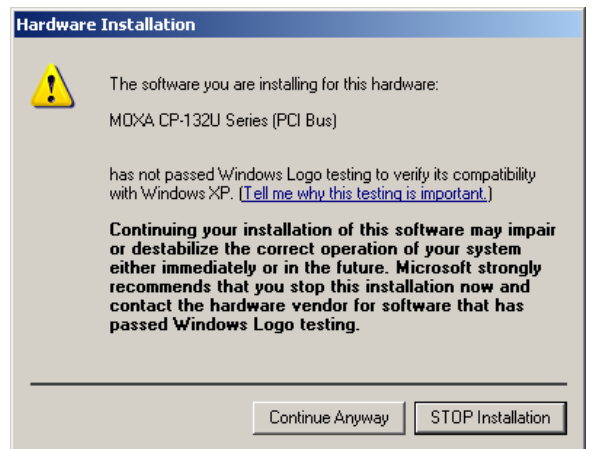 Hardware Installation
The software you are installing for this hardware:
MOXA CP-132U Series (PCI Bus)
has not passed Windows Logo testing to verify its compatibility
with Windows XP. (Tell me why this testing is important.)
Continuing your installation of this software may impair
or destabilize the correct operation of your system
either immediately or in the future. Microsoft strongly
recommends that you stop this installation now and
contact the hardware vendor for software that has
passed Windows Logo testing.
Continue Anyway
STOP Installation